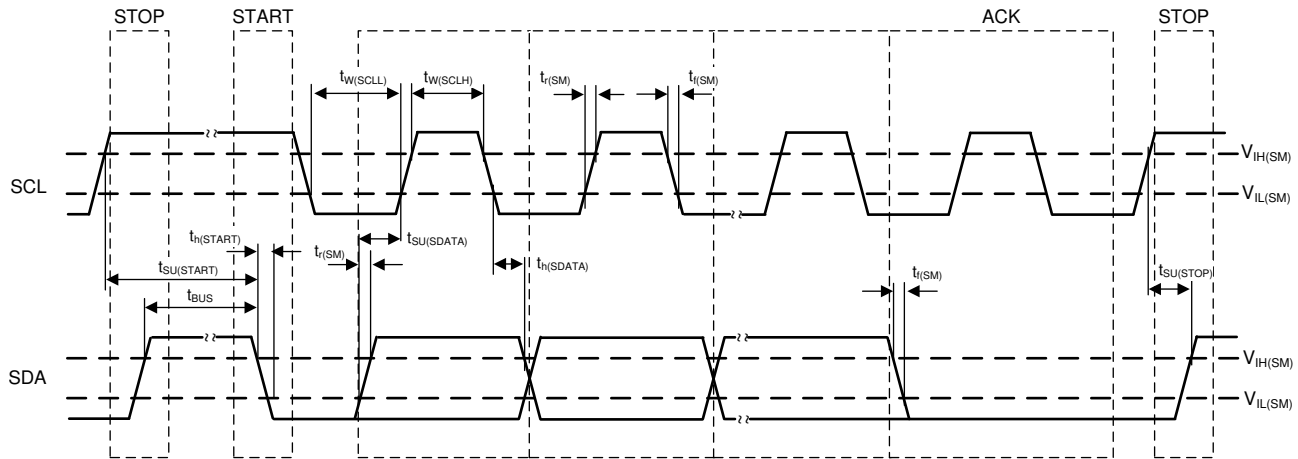 STOP START ACK STOP
tW(SCLL) tW(SCLH) tr(SM) tf(SM)
VIH(SM)
SCL
VIL(SM)
th(START) tr(SM) tSU(SDATA)
th(SDATA)
tSU(START) tf(SM) tSU(STOP)
tBUS
VIH(SM)
SDA
VIL(SM)